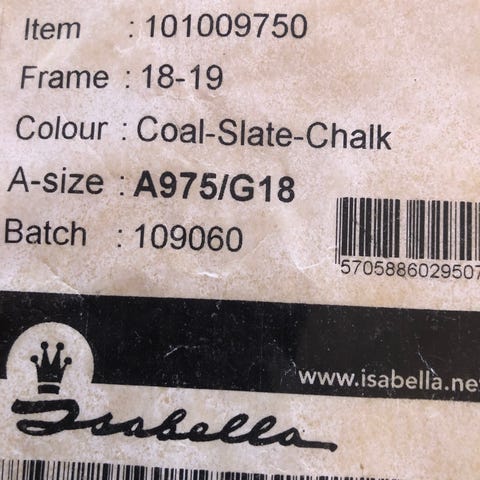 Item : 101009750
Frame : 18-19
Colour : Coal-Slate-Chalk
A-size : A975/G18
Batch : 109060
5705886029507
www.isabella.ne
Isabella